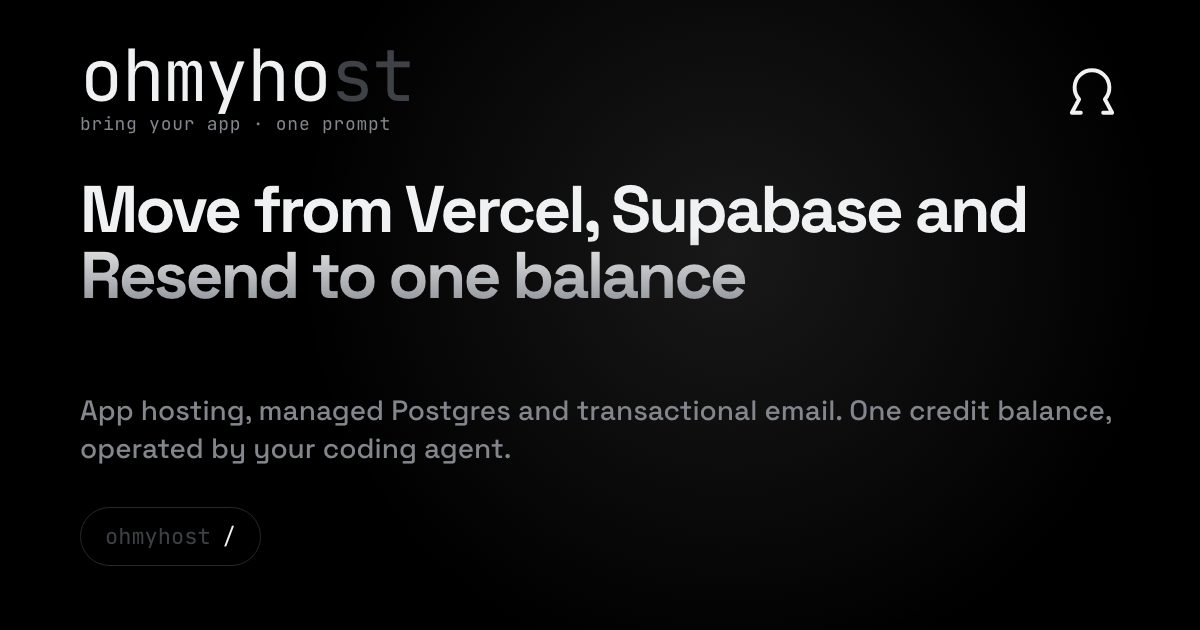 ohmyhost
bring your app · one prompt
Move from Vercel, Supabase and
Resend to one balance
App hosting, managed Postgres and transactional email. One credit balance,
operated by your coding agent.
ohmyhost /